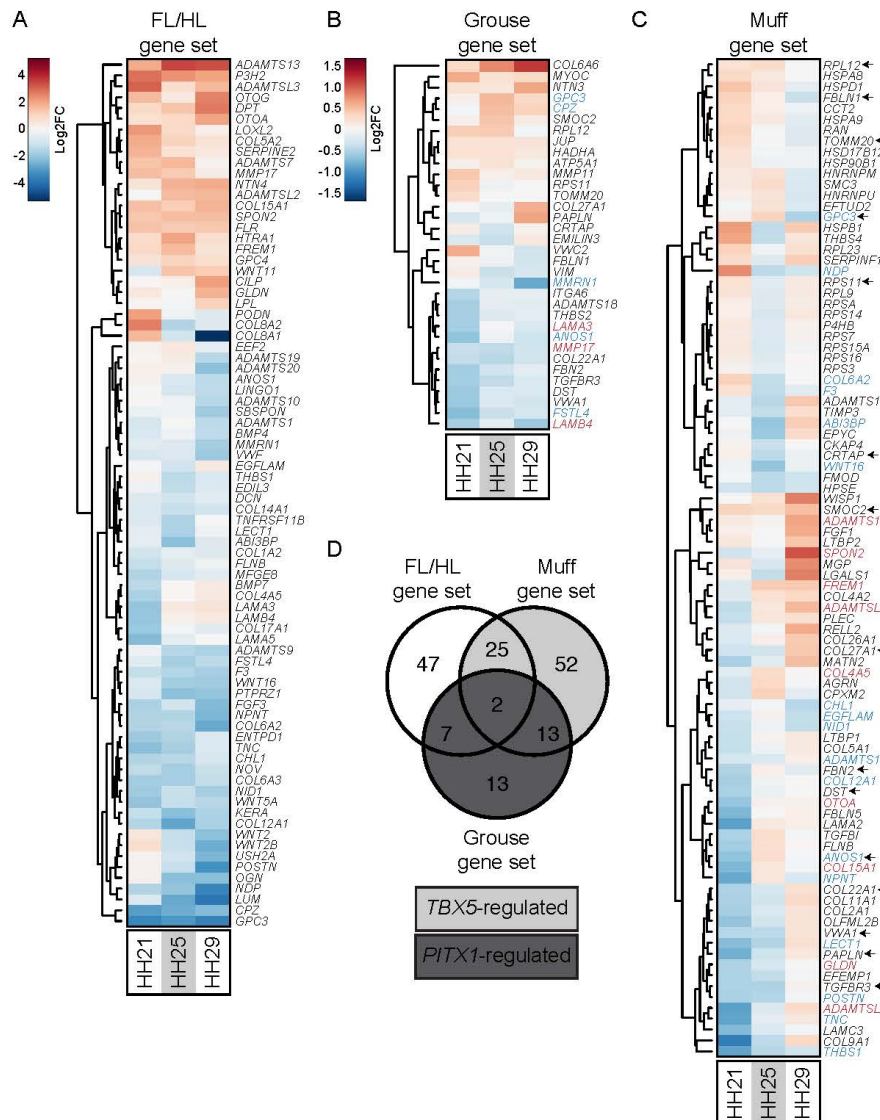 A
FL/HL
gene set
4
2
0
-2
-4
Log2FC
ADAMTS13
P3H2
ADAMTSL3
OTOG
DPT
OTOA
LOXL2
COL5A2
SERPINE2
ADAMTS7
MMP17
NTN4
ADAMTSL2
COL15A1
SPON2
FLR
HTRA1
FREM1
GPC4
WNT11
CILP
GLDN
LPL
PODN
COL8A2
COL8A1
EEF2
ADAMTS19
ADAMTS20
ANOS1
LINGO1
ADAMTS10
SBSPON
ADAMTS1
BMP4
MMRN1
VWF
EGFLAM
THBS1
EDIL3
DCN
COL14A1
TNFRSF11B
LECT1
ABI3BP
COL1A2
FLNB
MFGE8
BMP7
COL4A5
LAMA3
LAMB4
COL17A1
LAMA5
ADAMTS9
FSTL4
F3
WNT16
PTPRZ1
FGF3
NPNT
COL6A2
ENTPD1
TNC
CHL1
NOV
COL6A3
NID1
WNT5A
KERA
COL12A1
WNT2
WNT2B
USH2A
POSTN
OGN
NDP
LUM
CPZ
GPC3
HH21
HH25
HH29
B
Grouse
gene set
1.5
1.0
0.5
0
-0.5
-1.0
-1.5
Log2FC
COL6A6
MYOC
NTN3
GPC3
CPZ
SMOC2
RPL12
JUP
HADHA
ATP5A1
MMP11
RPS11
TOMM20
COL27A1
PAPLN
CRTAP
EMILIN3
VWC2
FBLN1
VIM
MMRN1
ITGA6
ADAMTS18
THBS2
LAMA3
ANOS1
MMP17
COL22A1
FBN2
TGFBR3
DST
VWA1
FSTL4
LAMB4
HH21
HH25
HH29
D
FL/HL
gene set
Muff
gene set
47
25
52
2
7
13
13
Grouse
gene set
TBX5-regulated
PITX1-regulated
C
Muff
gene set
RPL12
HSPA8
HSPD1
FBLN1
CCT2
HSPA9
RAN
TOMM20
HSD17B12
HSP90B1
HNRNPM
SMC3
HNRNPU
EFTUD2
GPC3
HSPB1
THBS4
RPL23
SERPINF1
NDP
RPS11
RPL9
RPSA
RPS14
P4HB
RPS7
RPS15A
RPS16
RPS3
COL6A2
F3
ADAMTS1
TIMP3
ABI3BP
EPYC
CKAP4
CRTAP
WNT16
FMOD
HPSE
WISP1
SMOC2
ADAMTS1
FGF1
LTBP2
SPON2
MGP
LGALS1
FREM1
COL4A2
ADAMTSL
PLEC
RELL2
COL26A1
COL27A1
MATN2
COL4A5
AGRN
CPXM2
CHL1
EGFLAM
NID1
LTBP1
COL5A1
ADAMTS1
FBN2
COL12A1
DST
OTOA
FBLN5
LAMA2
TGFBI
FLNB
ANOS1
COL15A1
NPNT
COL22A1
COL11A1
COL2A1
OLFML2B
VWA1
LECT1
PAPLN
GLDN
EFEMP1
TGFBR3
POSTN
ADAMTSL
TNC
LAMC3
COL9A1
THBS1
HH21
HH25
HH29